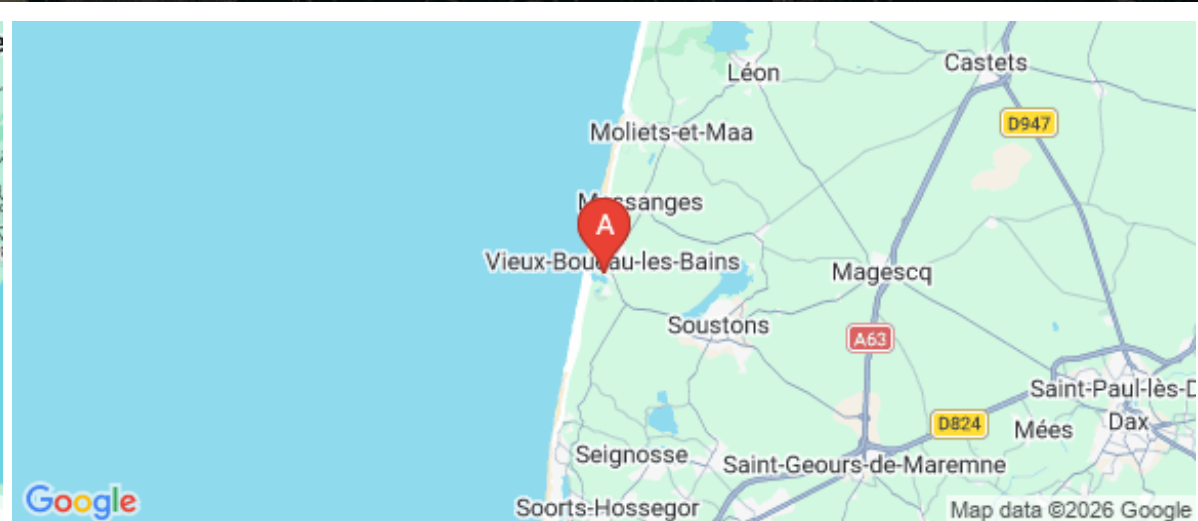 Léon
Castets
D947
Moliets-et-Maa
Messanges
A
Vieux-Boucau-les-Bains
Magescq
Soustons
A63
Saint-Paul-lès-D
D824
Mées
Dax
Seignosse
Saint-Geours-de-Maremne
Soorts-Hossegor
Google
Map data ©2026 Google